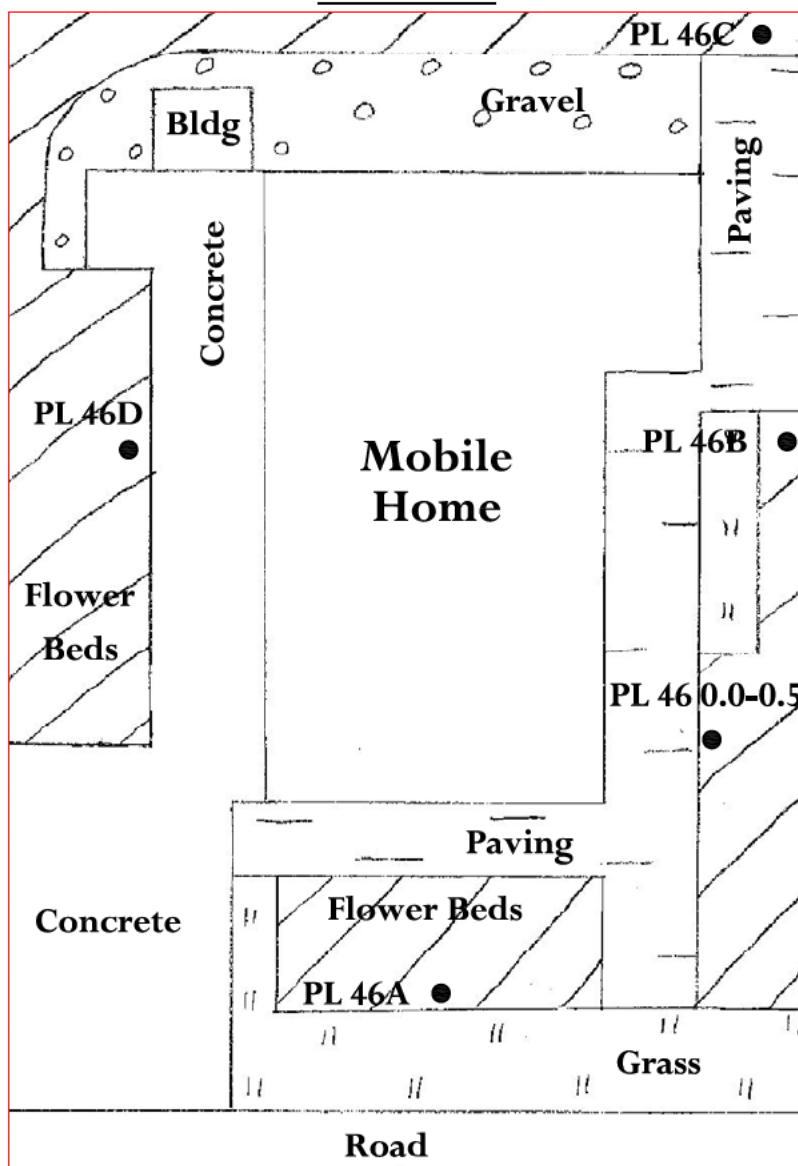 PL 46C
Gravel
Bldg
Paving
Concrete
PL 46D
PL 46B
Mobile
Home
Flower
Beds
PL 46 0.0-0.5
Paving
Flower Beds
Concrete
PL 46A
Grass
Road